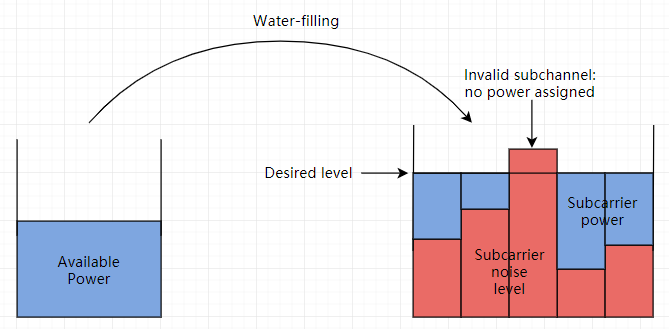 Water-filling
Invalid subchannel:
no power assigned
Desired level
Subcarrier
power
Available
Power
Subcarrier
noise
level